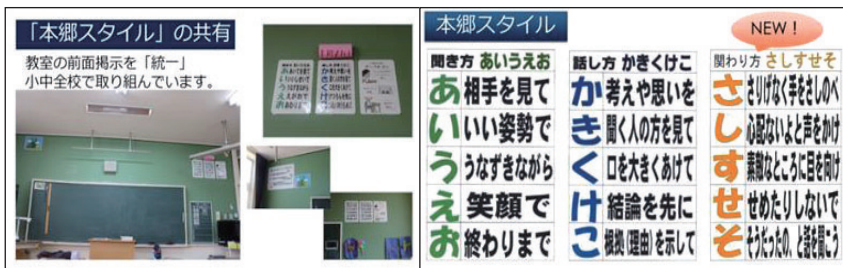 「本郷スタイル」の共有
教室の前面掲示を「統一」
小中全校で取り組んでいます。
本郷スタイル
NEW！
聞き方 あいうえお
あ 相手を見て
い いい姿勢で
う うなずきながら
え 笑顔で
お 終わりまで
話し方 かきくけこ
か 考えや思いを
き 聞く人の方を見て
く 口を大きくあけて
け 結論を先に
こ 根拠(理由)を示して
関わり方 さしすせそ
さ さりげなく手をさしのべ
し 心配ないよと声をかけ
す 素敵なところに目を向け
せ せめたりしないで
そ そうだったの、と話を聞こう